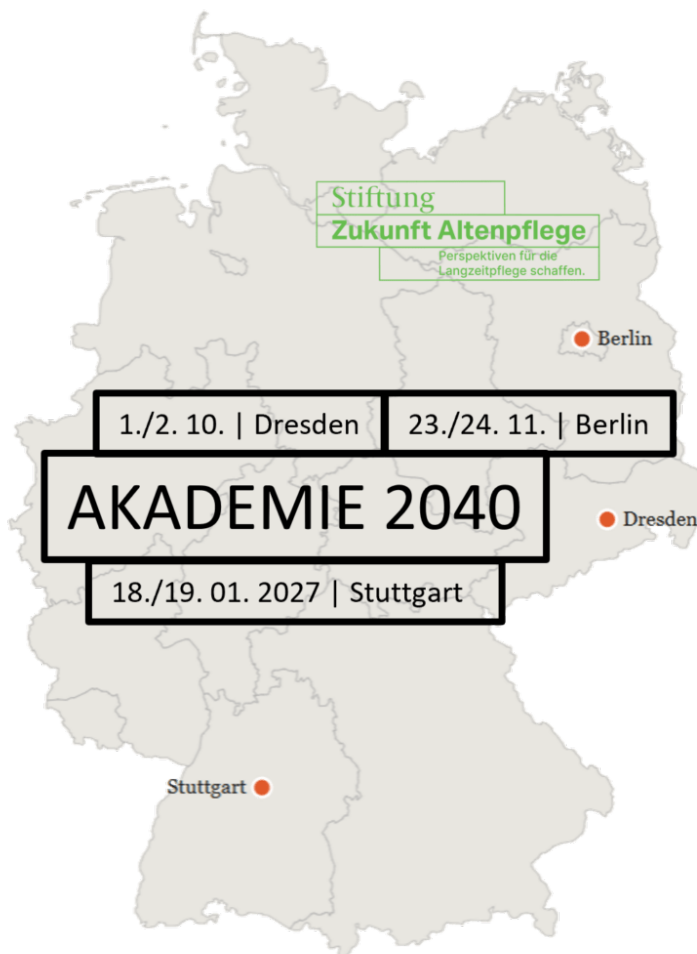 Stiftung
Zukunft Altenpflege
Perspektiven für die
Langzeitpflege schaffen.
Berlin
1./2. 10. | Dresden
23./24. 11. | Berlin
AKADEMIE 2040
Dresden
18./19. 01. 2027 | Stuttgart
Stuttgart